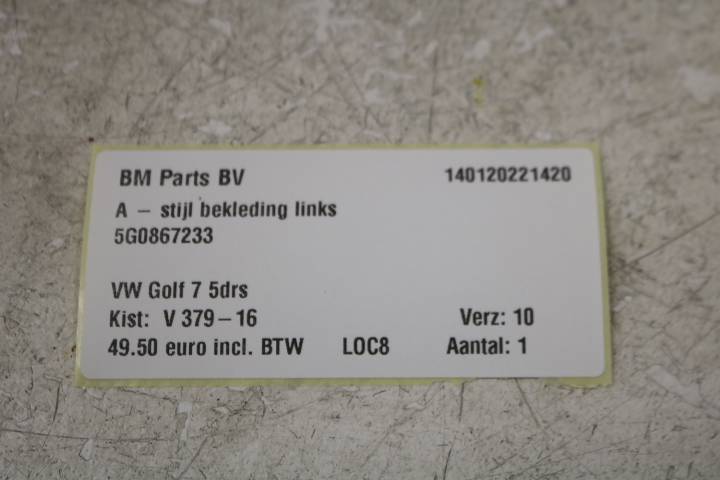 BM Parts BV 140120221420
A – stijl bekleding links
5G0867233
VW Golf 7 5drs
Kist: V 379 – 16 Verz: 10
49.50 euro incl. BTW LOC8 Aantal: 1